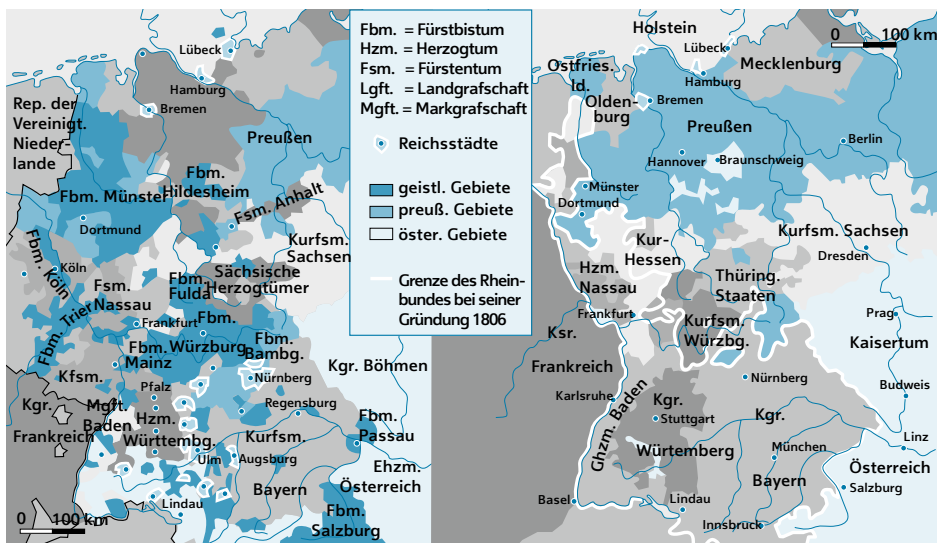 Lübeck
Hamburg
Bremen
Rep. der
Vereinigt.
Nieder-
lande
Preußen
Fbm.
Hildesheim
Fbm. Münster
Fsm. Anhalt
Dortmund
Kurfsm.
Sachsen
Fbm. Köln
Köln
Sächsische
Herzogtümer
Fsm.
Nassau
Fbm.
Fulda
Fbm. Trier
Frankfurt
Fbm.
Würzburg
Fbm.
Mainz
Fbm.
Bambg.
Kgr. Böhmen
Kfsm.
Pfalz
Nürnberg
Kgr.
Frankreich
Mgft.
Baden
Hzm.
Württembg.
Regensburg
Kurfsm.
Bayern
Fbm.
Passau
Ulm
Augsburg
Ehzm.
Österreich
Lindau
Fbm.
Salzburg
0 100 km
Fbm. = Fürstbistum
Hzm. = Herzogtum
Fsm. = Fürstentum
Lgft. = Landgrafschaft
Mgft. = Markgrafschaft
Reichsstädte
geistl. Gebiete
preuß. Gebiete
öster. Gebiete
Grenze des Rhein-
bundes bei seiner
Gründung 1806
0 100 km
Holstein
Lübeck
Mecklenburg
Hamburg
Ostfries.
ld.
Olden-
burg
Bremen
Preußen
Berlin
Hannover
Braunschweig
Münster
Dortmund
Kur-
Hessen
Kurfsm. Sachsen
Dresden
Hzm.
Nassau
Thüring.
Staaten
Frankfurt
Kurfsm.
Würzbg.
Prag
Ksr.
Frankreich
Kaisertum
Nürnberg
Budweis
Karlsruhe
Ghzm. Baden
Kgr.
Stuttgart
Würtemberg
Kgr.
Bayern
München
Linz
Österreich
Salzburg
Basel
Lindau
Innsbruck